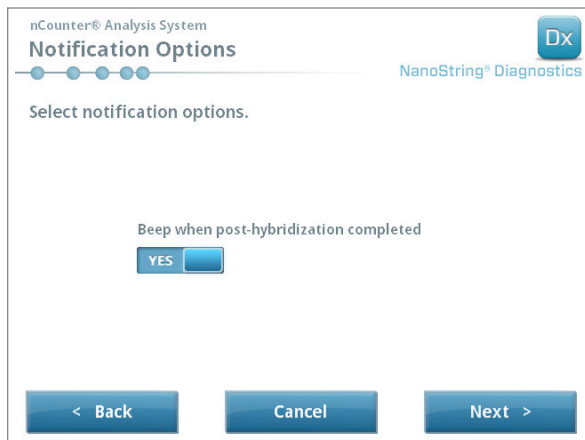 nCounter® Analysis System
Notification Options
Dx
NanoString® Diagnostics
Select notification options.
Beep when post-hybridization completed
YES
< Back
Cancel
Next >